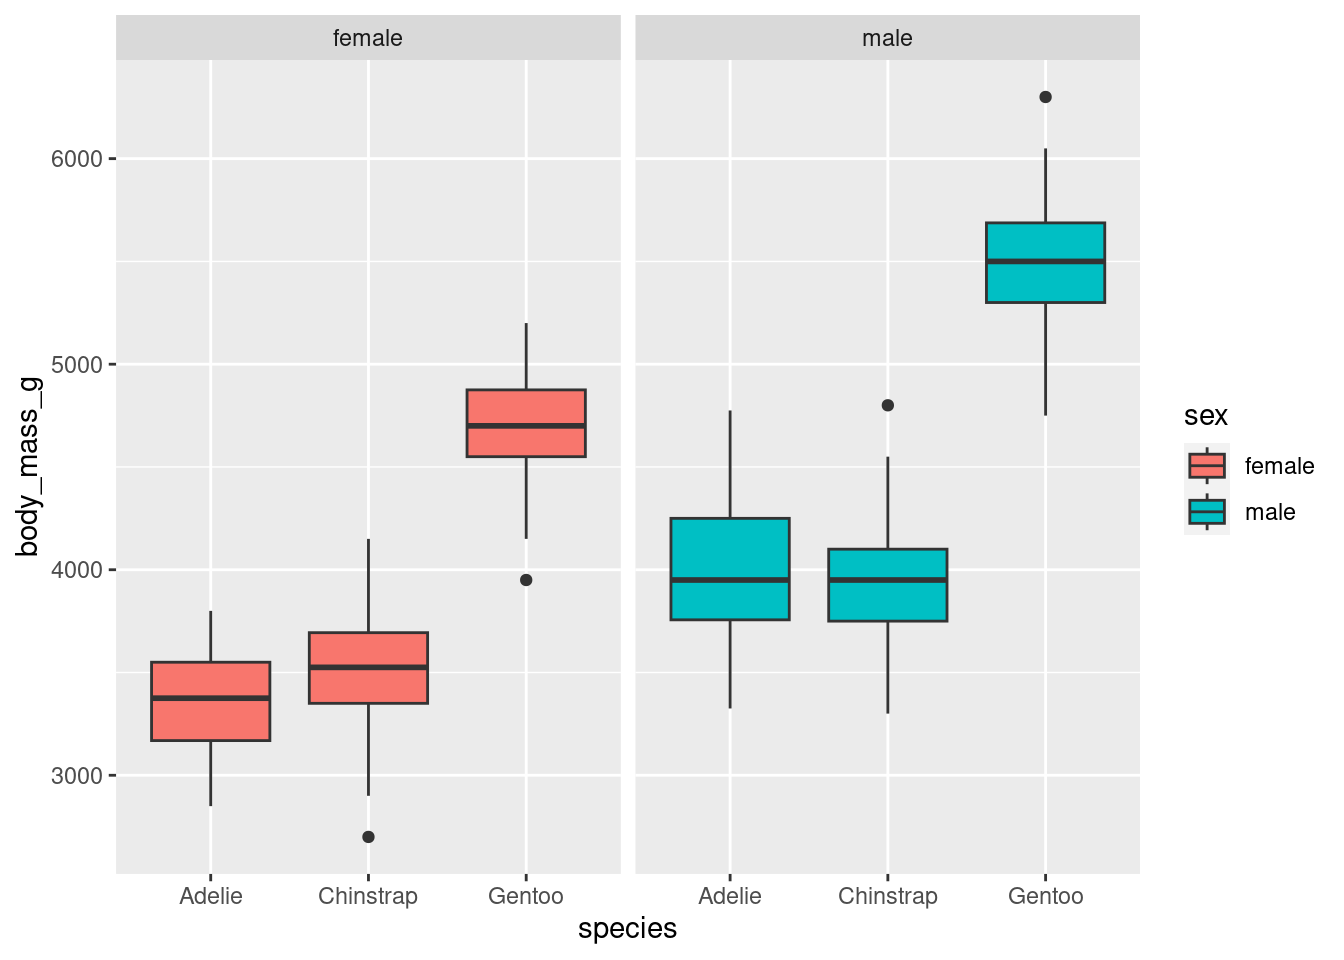 female
male
6000
5000
4000
3000
body_mass_g
Adelie
Chinstrap
Gentoo
Adelie
Chinstrap
Gentoo
species
sex
female
male